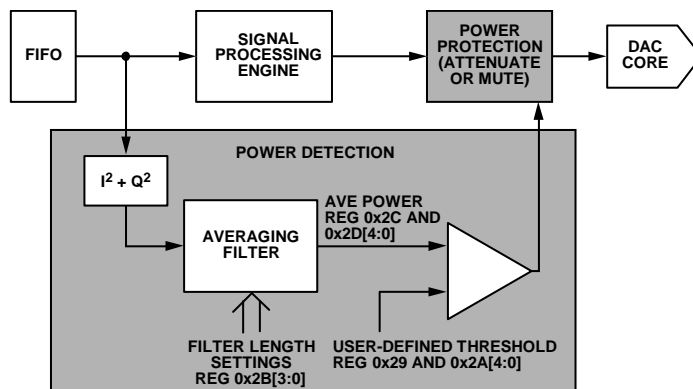 FIFO
SIGNAL
PROCESSING
ENGINE
POWER
PROTECTION
(ATTENUATE
OR MUTE)
DAC
CORE
POWER DETECTION
I² + Q²
AVERAGING
FILTER
AVE POWER
REG 0x2C AND
0x2D[4:0]
FILTER LENGTH
SETTINGS
REG 0x2B[3:0]
USER-DEFINED THRESHOLD
REG 0x29 AND 0x2A[4:0]